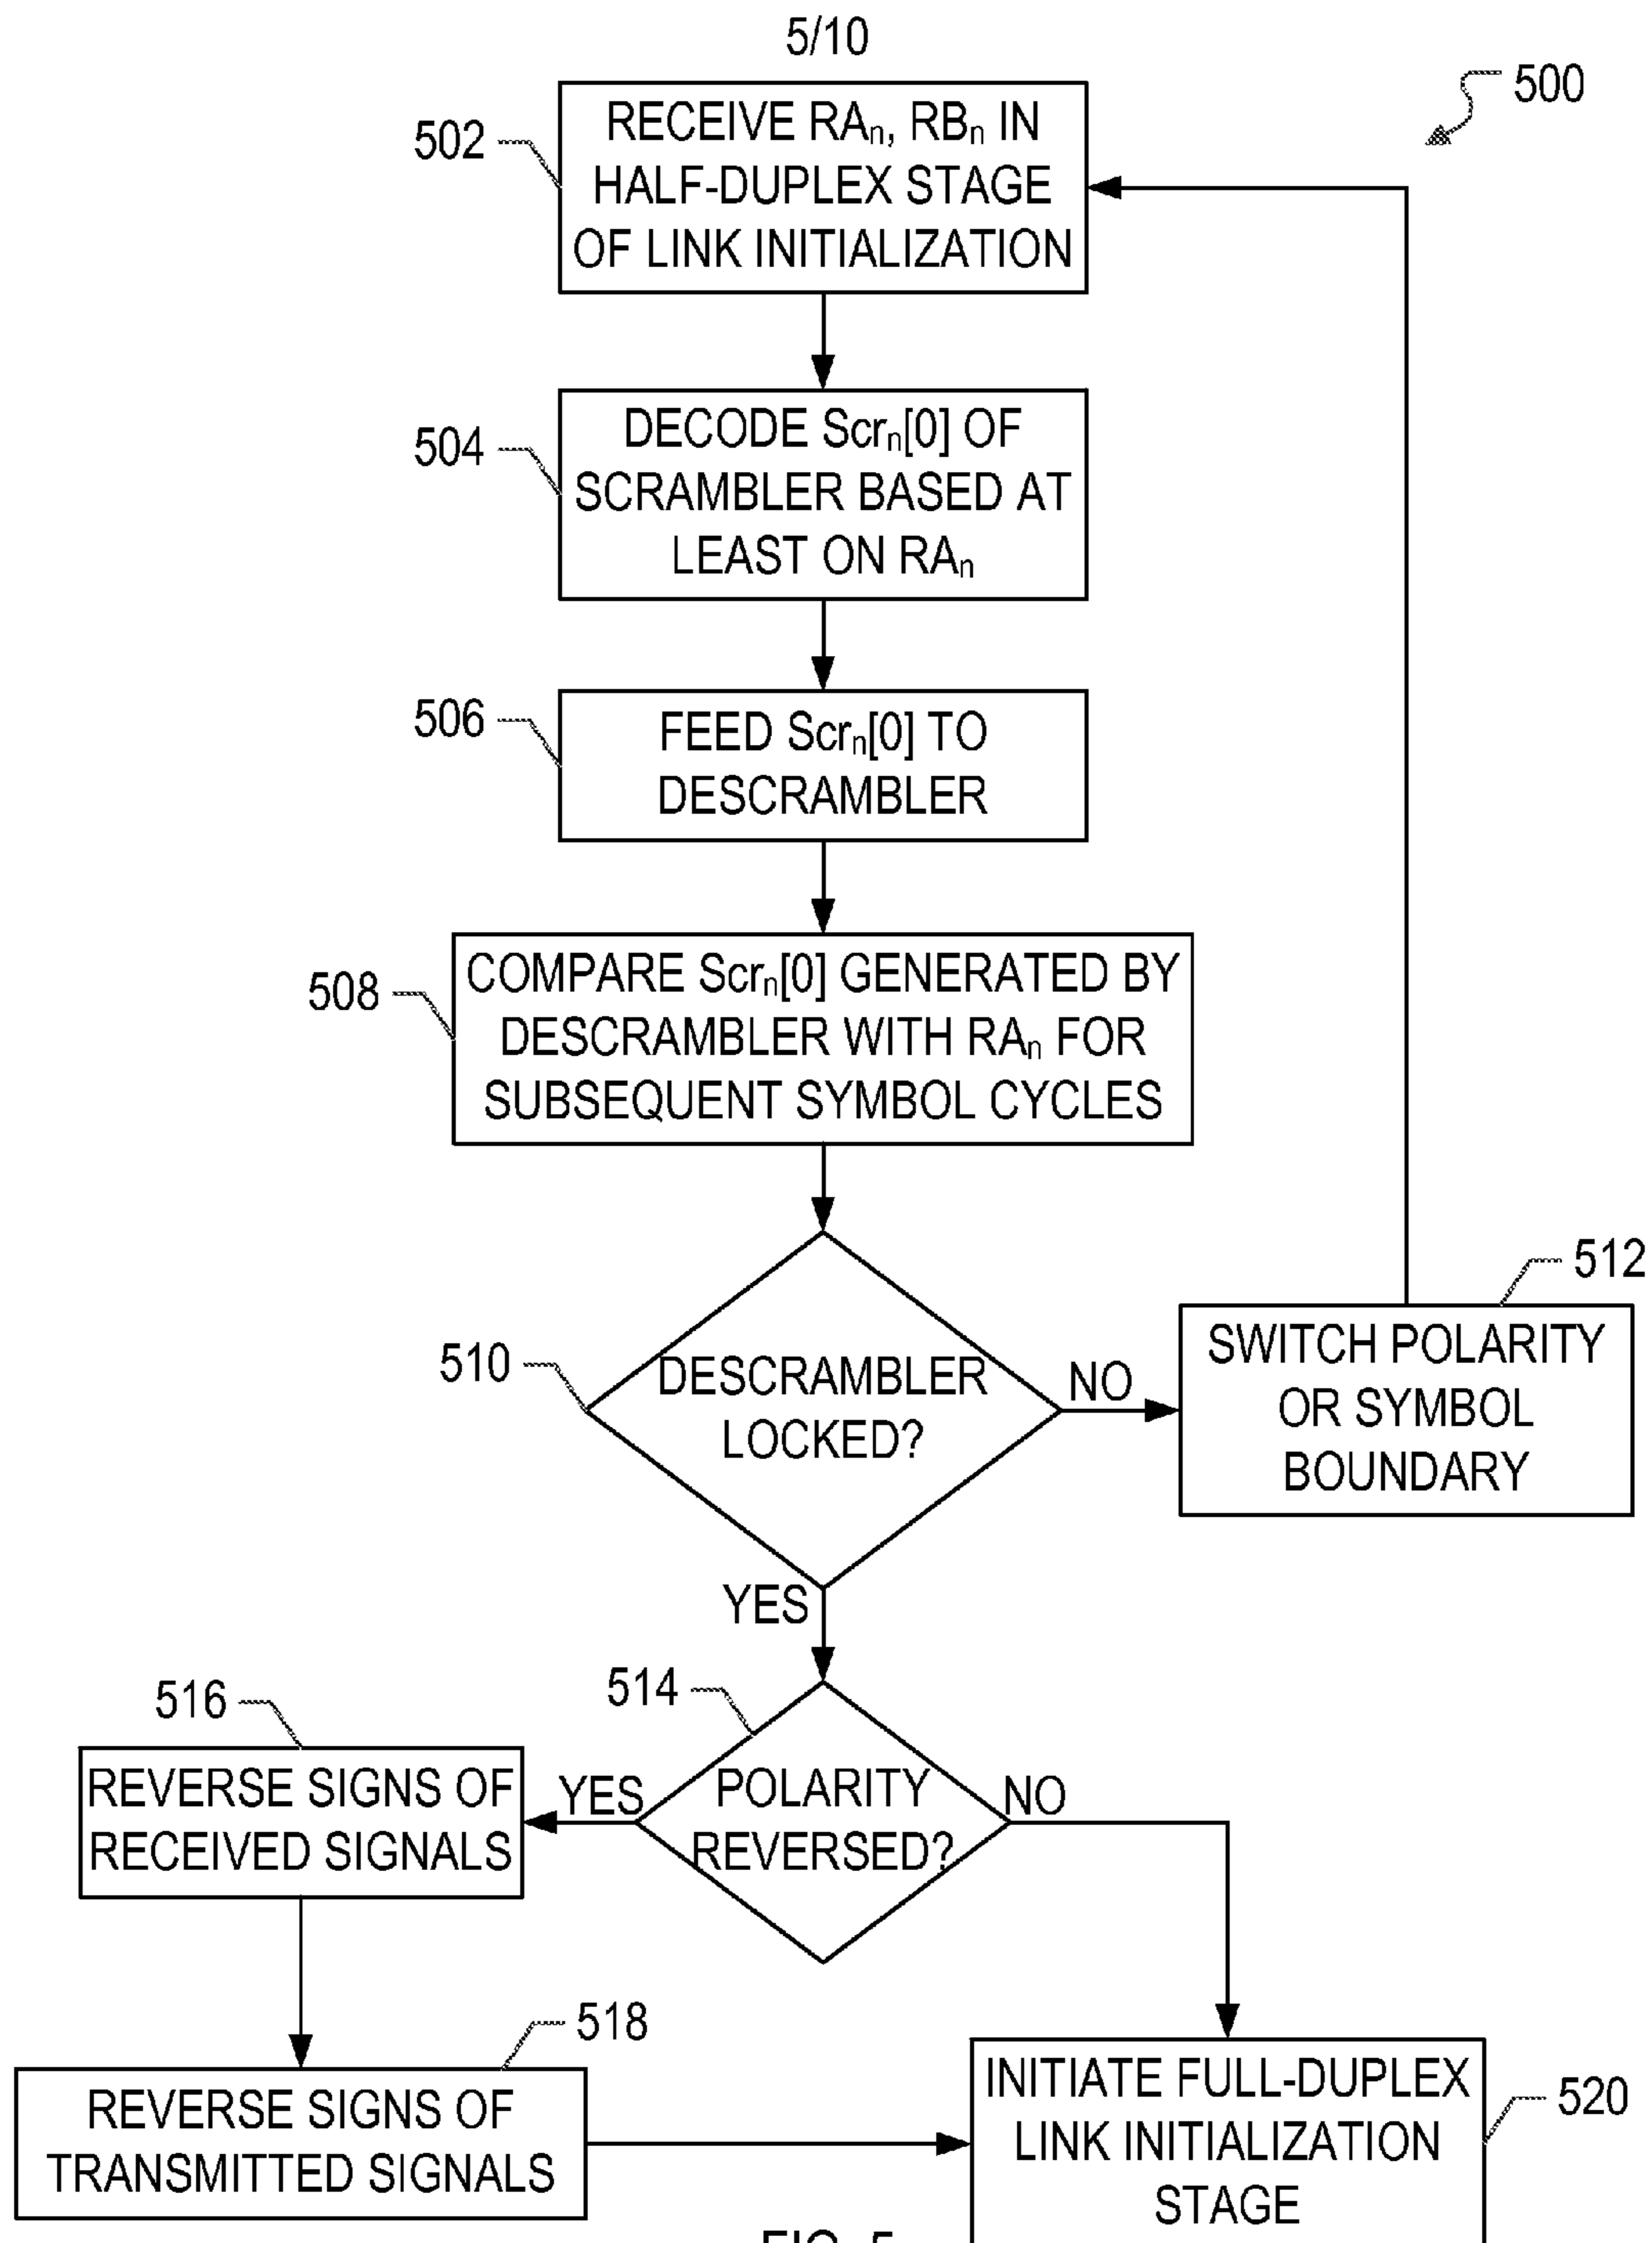 5/10
500
502
RECEIVE RAn, RBn IN
HALF-DUPLEX STAGE
OF LINK INITIALIZATION
504
DECODE Scrn[0] OF
SCRAMBLER BASED AT
LEAST ON RAn
506
FEED Scrn[0] TO
DESCRAMBLER
508
COMPARE Scrn[0] GENERATED BY
DESCRAMBLER WITH RAn FOR
SUBSEQUENT SYMBOL CYCLES
510
DESCRAMBLER
LOCKED?
NO
512
SWITCH POLARITY
OR SYMBOL
BOUNDARY
YES
514
POLARITY
REVERSED?
YES
NO
516
REVERSE SIGNS OF
RECEIVED SIGNALS
518
REVERSE SIGNS OF
TRANSMITTED SIGNALS
520
INITIATE FULL-DUPLEX
LINK INITIALIZATION
STAGE
FIG. 5